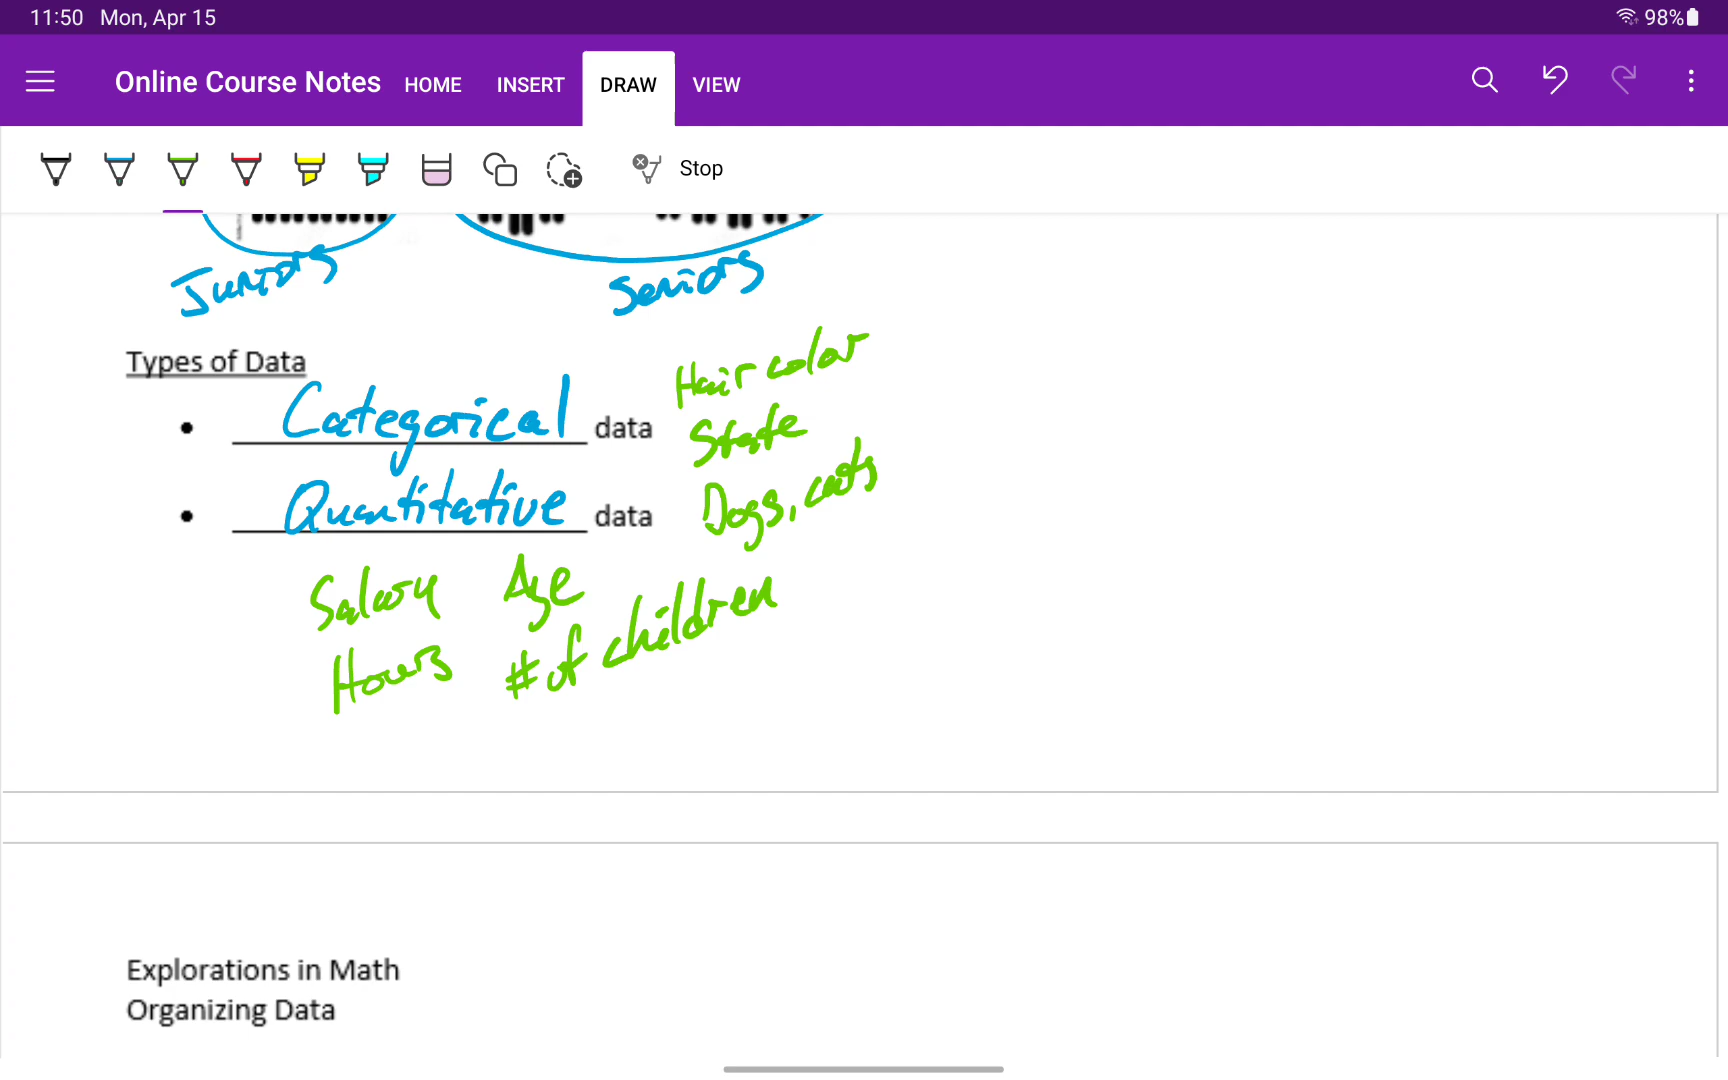 11:50 Mon, Apr 15 98%
Online Course Notes HOME INSERT DRAW VIEW
Stop
Juniors Seniors
Types of Data
• Categorical data
Hair color
State
Dogs, cats
• Quantitative data
Salary Age
Hours # of children
Explorations in Math
Organizing Data